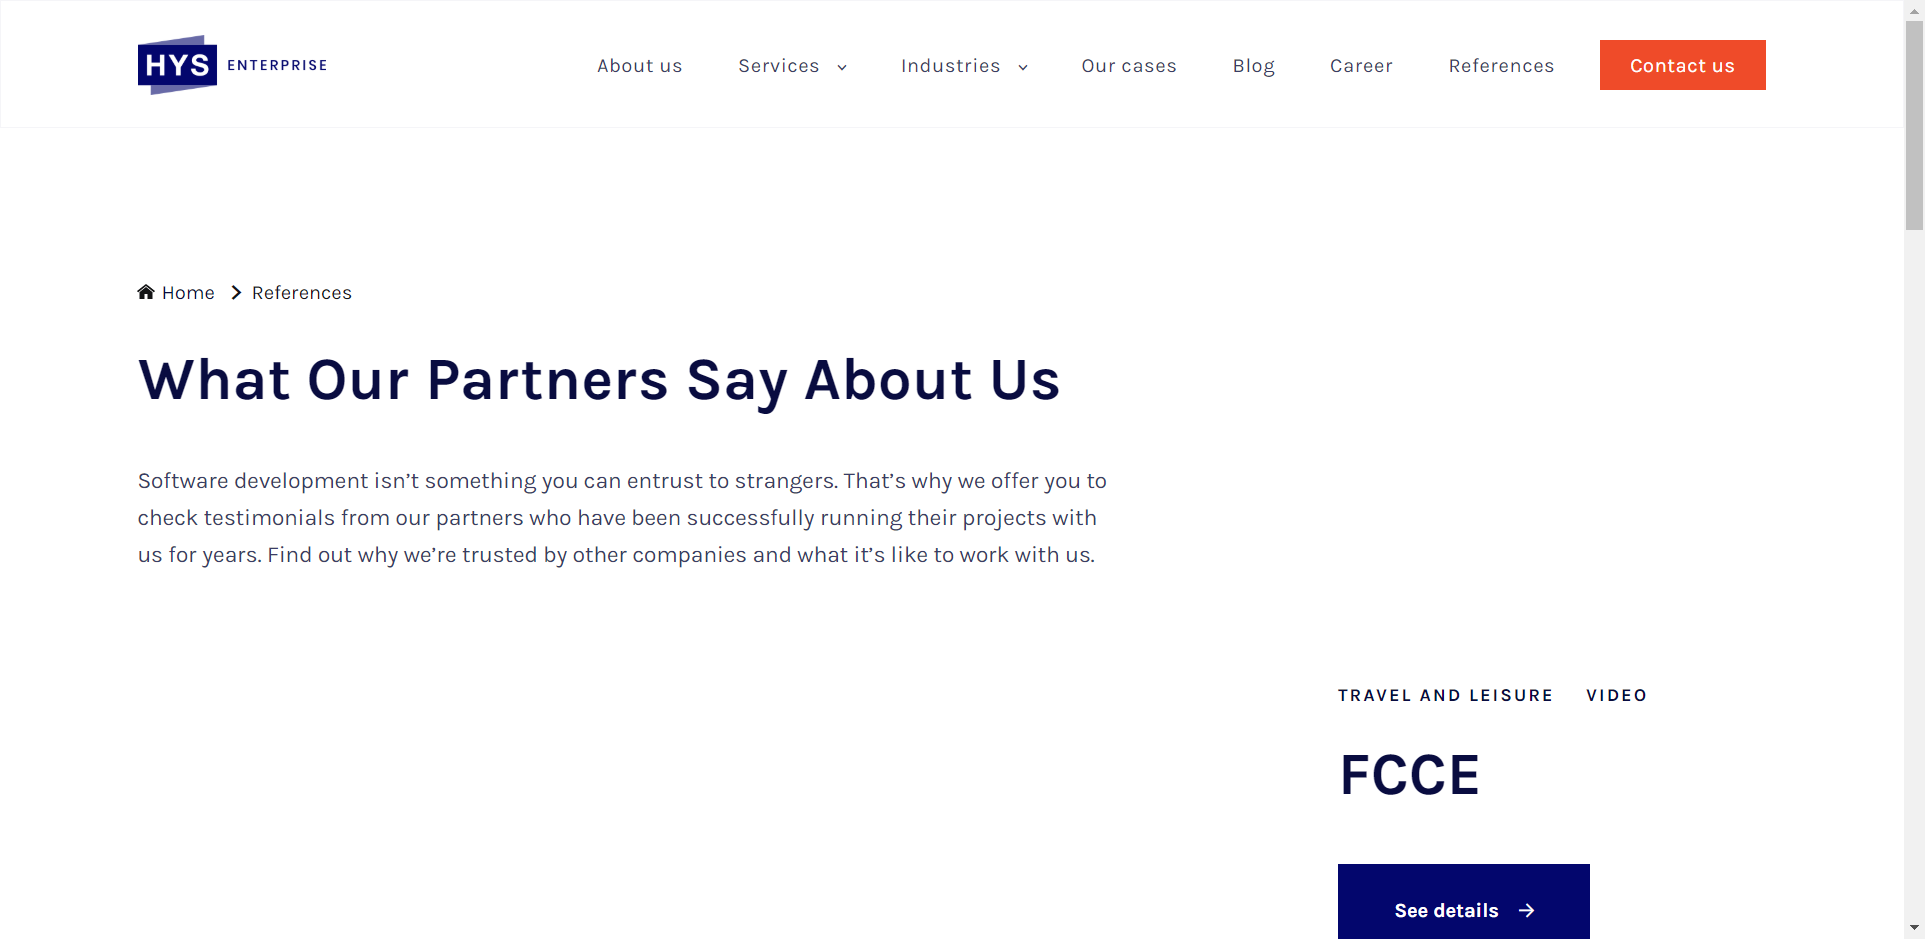 HYS ENTERPRISE
About us Services Industries Our cases Blog Career References Contact us
Home References
What Our Partners Say About Us
Software development isn’t something you can entrust to strangers. That’s why we offer you to
check testimonials from our partners who have been successfully running their projects with
us for years. Find out why we’re trusted by other companies and what it’s like to work with us.
TRAVEL AND LEISURE VIDEO
FCCE
See details